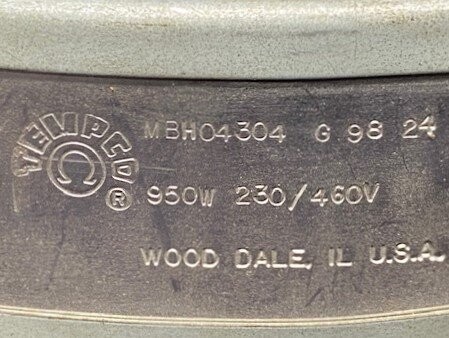 TEMPCO
Ω
®
MBH04304 G 98 24
950W 230/460V
WOOD DALE, IL U.S.A.